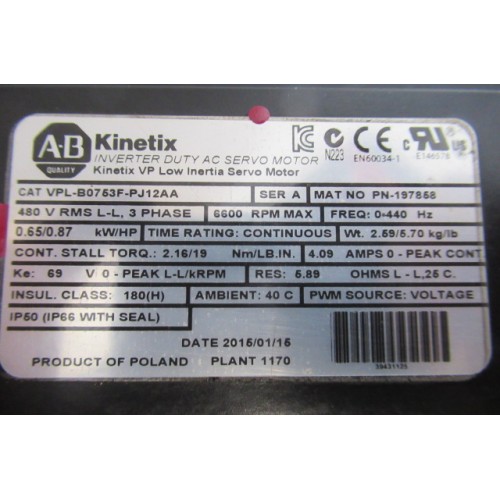 A-B QUALITY
Kinetix
N223 EN60034-1 E146578
INVERTER DUTY AC SERVO MOTOR
Kinetix VP Low Inertia Servo Motor
CAT VPL-B0753F-PJ12AA SER A MAT NO PN-197858
480 V RMS L-L, 3 PHASE 6600 RPM MAX FREQ: 0-440 Hz
0.65/0.87 kW/HP TIME RATING: CONTINUOUS Wt. 2.59/5.70 kg/lb
CONT. STALL TORQ.: 2.16/19 Nm/LB.IN. 4.09 AMPS 0 - PEAK CONT
Ke: 69 V 0 - PEAK L-L/kRPM RES: 5.89 OHMS L - L,25 C.
INSUL. CLASS: 180(H) AMBIENT: 40 C PWM SOURCE: VOLTAGE
IP50 (IP66 WITH SEAL)
DATE 2015/01/15
PRODUCT OF POLAND PLANT 1170
39431125